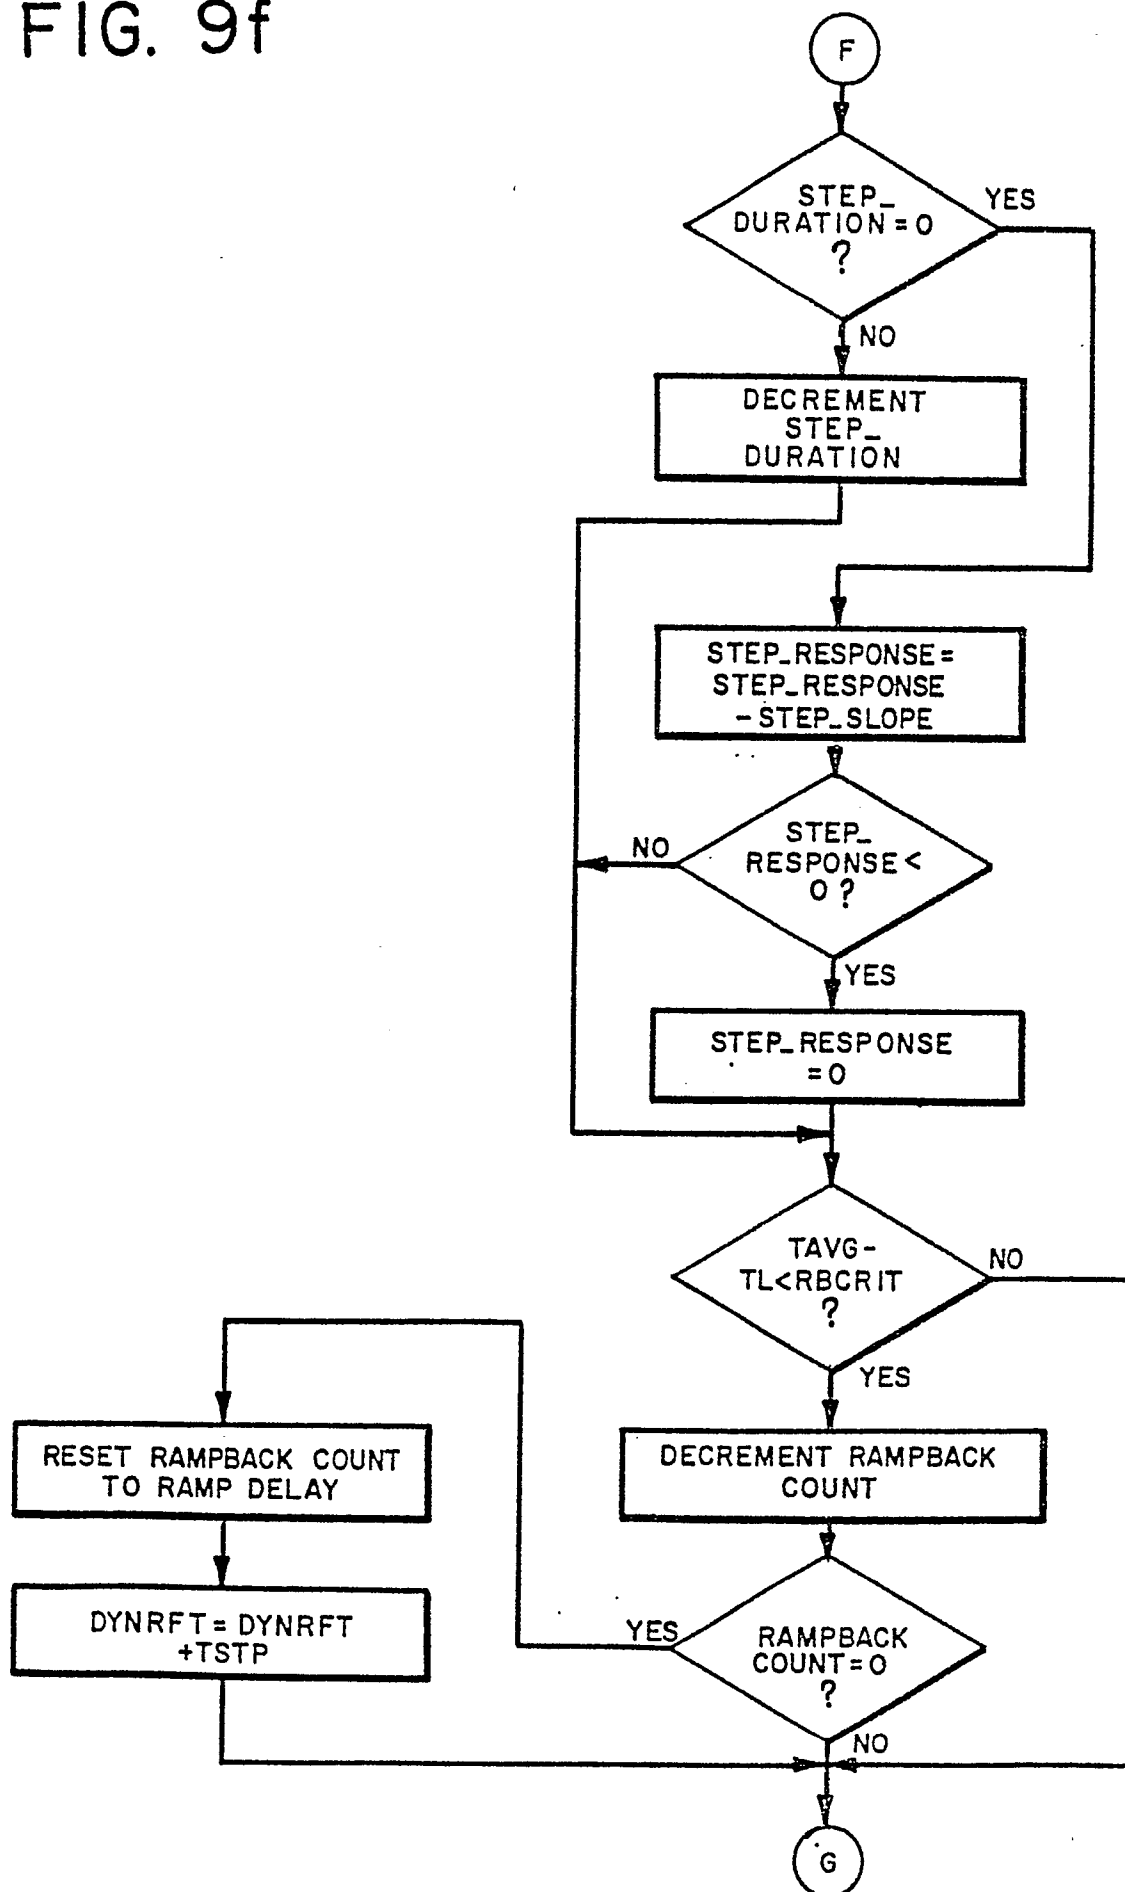 FIG. 9f
F
STEP_
DURATION = 0
?
YES
NO
DECREMENT
STEP_
DURATION
STEP_RESPONSE =
STEP_RESPONSE
- STEP_SLOPE
STEP_
RESPONSE <
0 ?
NO
YES
STEP_RESPONSE
= 0
TAVG-
TL<RBCRIT
?
NO
YES
RESET RAMPBACK COUNT
TO RAMP DELAY
DECREMENT RAMPBACK
COUNT
DYNRFT = DYNRFT
+TSTP
YES
RAMPBACK
COUNT = 0
?
NO
G